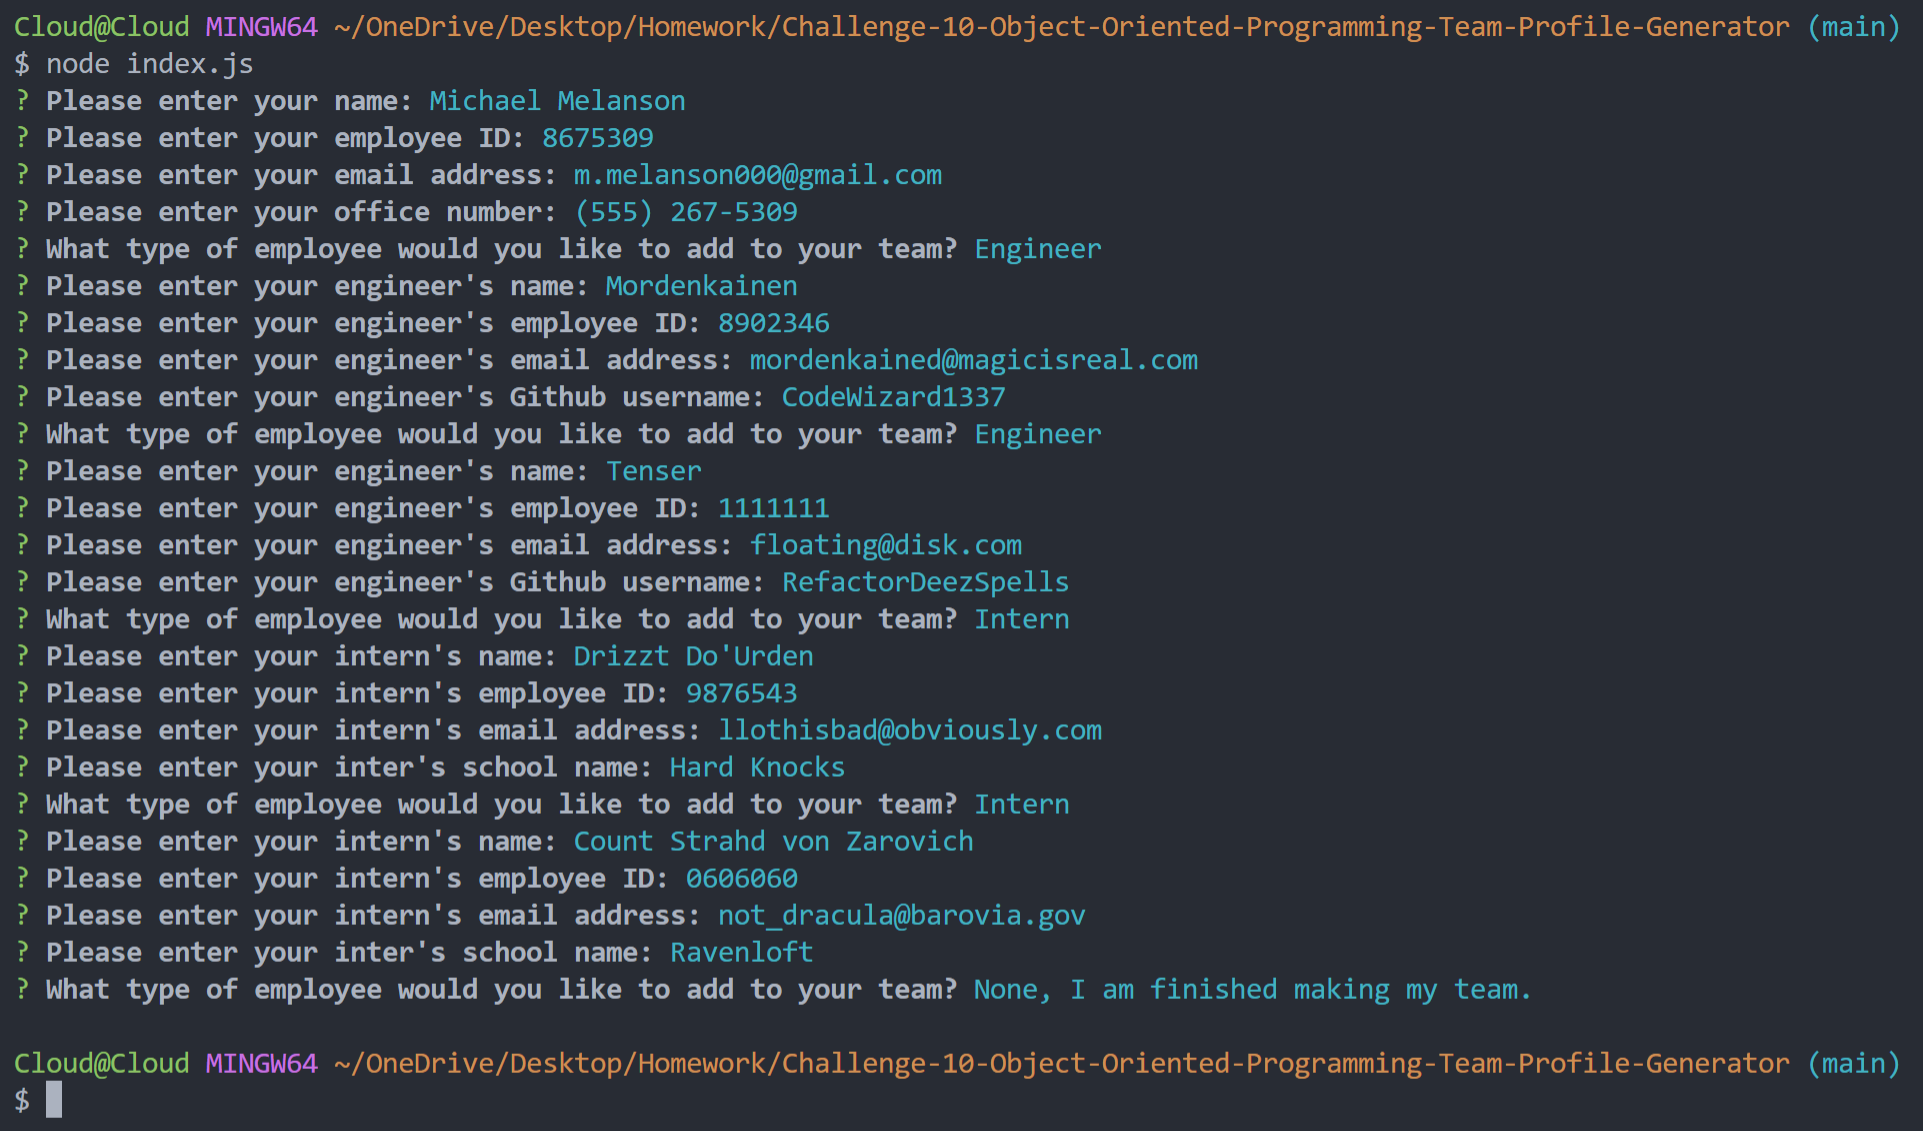 Cloud@Cloud MINGW64 ~/OneDrive/Desktop/Homework/Challenge-10-Object-Oriented-Programming-Team-Profile-Generator (main)
$ node index.js
? Please enter your name: Michael Melanson
? Please enter your employee ID: 8675309
? Please enter your email address: m.melanson000@gmail.com
? Please enter your office number: (555) 267-5309
? What type of employee would you like to add to your team? Engineer
? Please enter your engineer's name: Mordenkainen
? Please enter your engineer's employee ID: 8902346
? Please enter your engineer's email address: mordenkained@magicisreal.com
? Please enter your engineer's Github username: CodeWizard1337
? What type of employee would you like to add to your team? Engineer
? Please enter your engineer's name: Tenser
? Please enter your engineer's employee ID: 1111111
? Please enter your engineer's email address: floating@disk.com
? Please enter your engineer's Github username: RefactorDeezSpells
? What type of employee would you like to add to your team? Intern
? Please enter your intern's name: Drizzt Do'Urden
? Please enter your intern's employee ID: 9876543
? Please enter your intern's email address: llothisbad@obviously.com
? Please enter your inter's school name: Hard Knocks
? What type of employee would you like to add to your team? Intern
? Please enter your intern's name: Count Strahd von Zarovich
? Please enter your intern's employee ID: 0606060
? Please enter your intern's email address: not_dracula@barovia.gov
? Please enter your inter's school name: Ravenloft
? What type of employee would you like to add to your team? None, I am finished making my team.
Cloud@Cloud MINGW64 ~/OneDrive/Desktop/Homework/Challenge-10-Object-Oriented-Programming-Team-Profile-Generator (main)
$